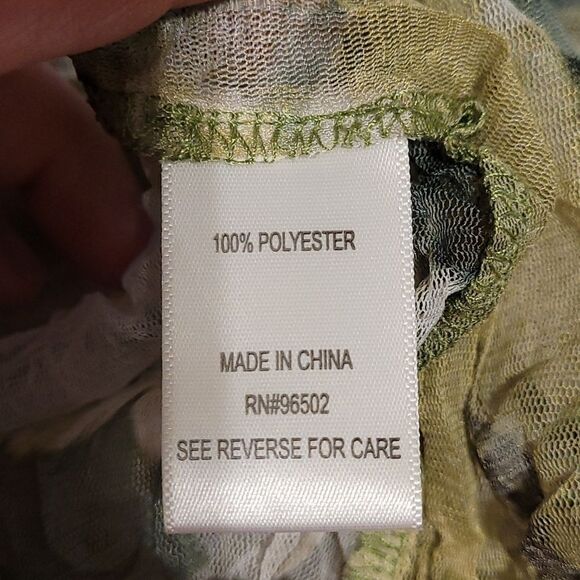 100% POLYESTER
MADE IN CHINA
RN#96502
SEE REVERSE FOR CARE